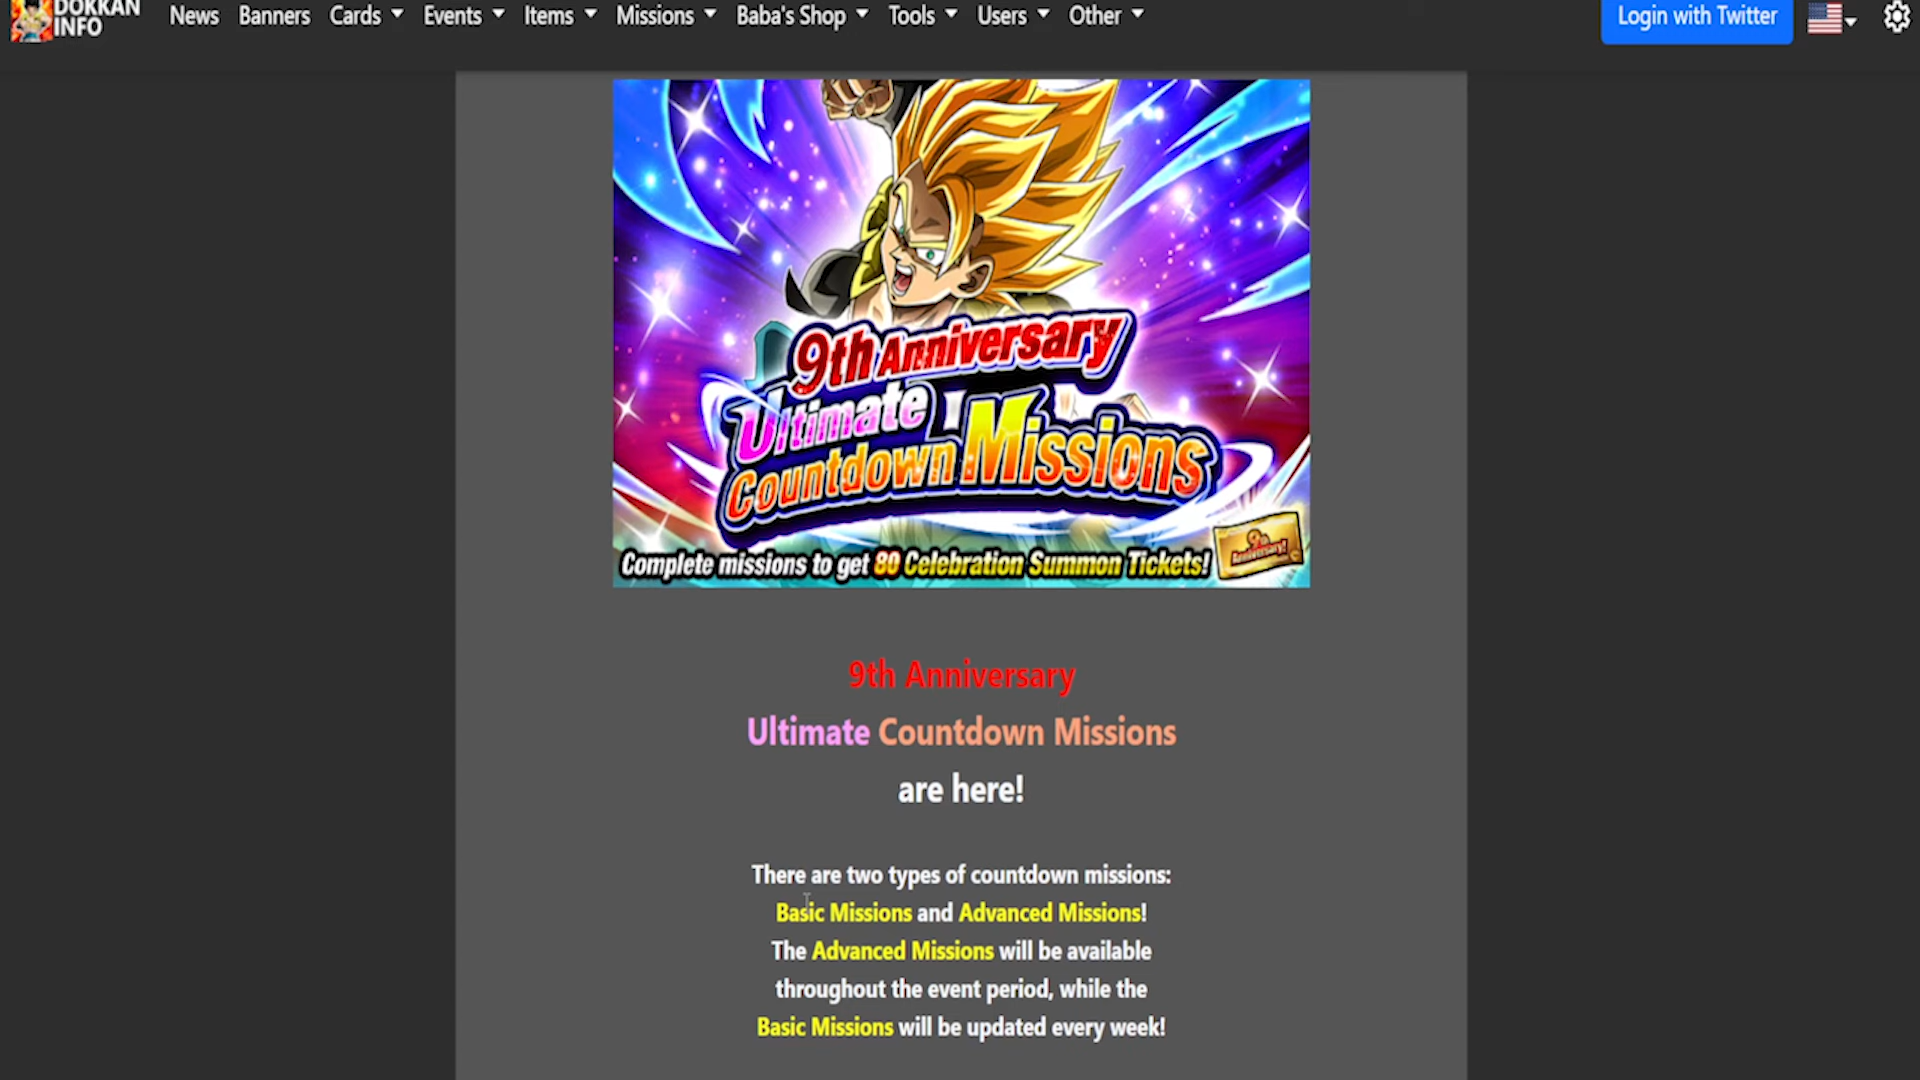 DOKKAN
INFO
News Banners Cards Events Items Missions Baba's Shop Tools Users Other
Login with Twitter
9th Anniversary
Ultimate
Countdown Missions
9th
Anniversary!
Complete missions to get 80 Celebration Summon Tickets!
9th Anniversary
Ultimate Countdown Missions
are here!
There are two types of countdown missions:
Basic Missions and Advanced Missions!
The Advanced Missions will be available
throughout the event period, while the
Basic Missions will be updated every week!